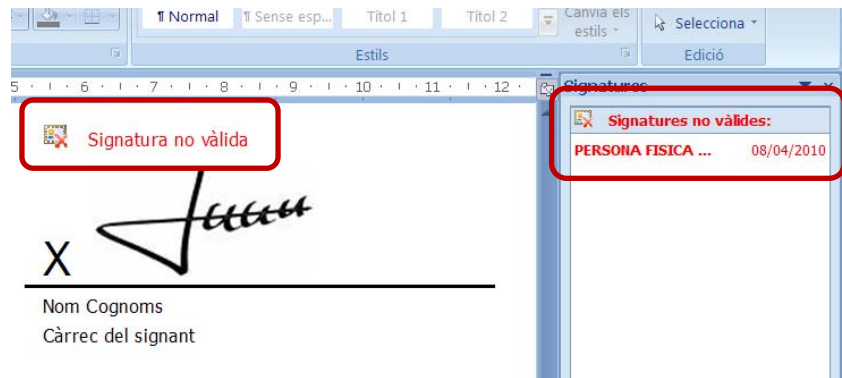 ¶ Normal ¶ Sense esp... Títol 1 Títol 2 Canvia els estils Selecciona
Estils Edició
5 6 7 8 9 10 11 12
Signatures
Signatura no vàlida
Signatures no vàlides:
PERSONA FISICA ... 08/04/2010
X
Nom Cognoms
Càrrec del signant